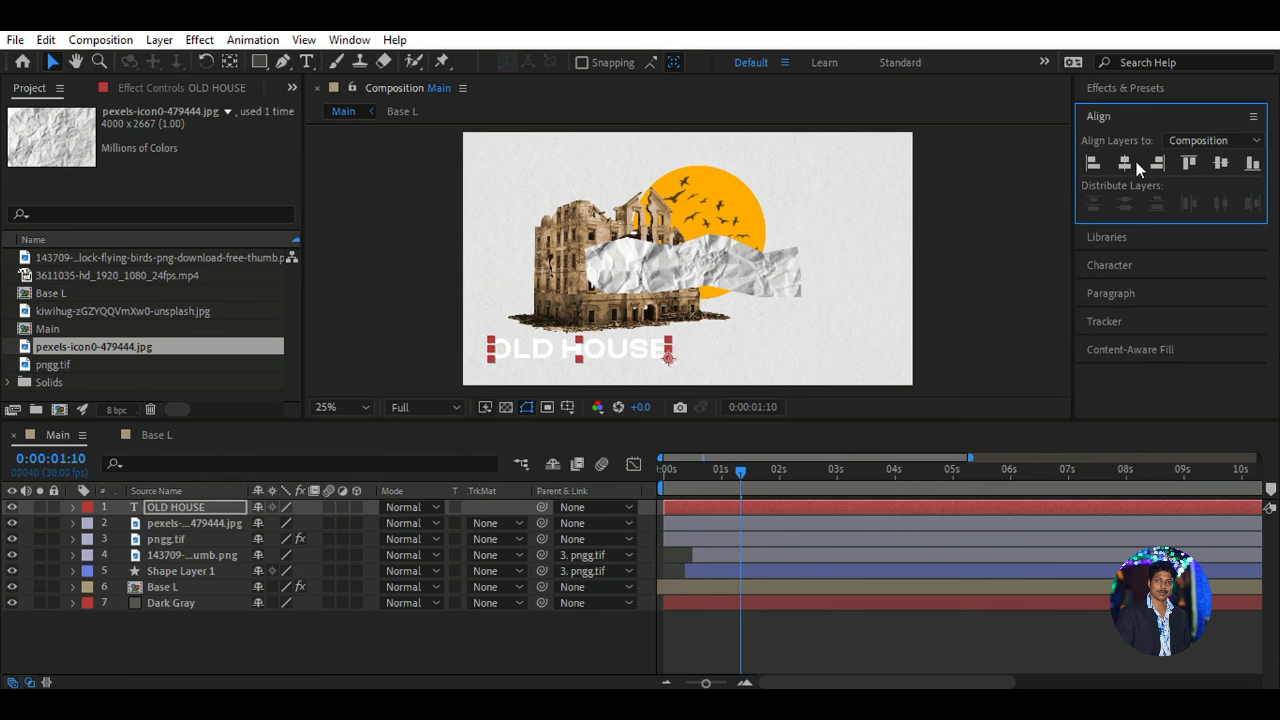 File Edit Composition Layer Effect Animation View Window Help
Snapping Default Learn Standard Search Help
Project Effect Controls OLD HOUSE
Composition Main
Main Base L
pexels-icon0-479444.jpg , used 1 time
4000 x 2667 (1.00)
Millions of Colors
Name
143709-..lock-flying-birds-png-download-free-thumb.p
3611035-hd_1920_1080_24fps.mp4
Base L
kiwihug-zGZYQQVmXw0-unsplash.jpg
Main
pexels-icon0-479444.jpg
pngg.tif
Solids
8 bpc
OLD HOUSE
25% Full +0.0 0:00:01:10
Effects & Presets
Align
Align Layers to: Composition
Distribute Layers:
Libraries
Character
Paragraph
Tracker
Content-Aware Fill
Main Base L
0:00:01:10
00040 (30.00 fps)
:00s 01s 02s 03s 04s 05s 06s 07s 08s 09s 10s
# Source Name fx Mode T .TrkMat Parent & Link
1 T OLD HOUSE Normal None
2 pexels-...479444.jpg Normal None None
3 pngg.tif fx Normal None None
4 143709-...umb.png Normal None 3. pngg.tif
5 Shape Layer 1 Normal None 3. pngg.tif
6 Base L fx Normal None None
7 Dark Gray Normal None None